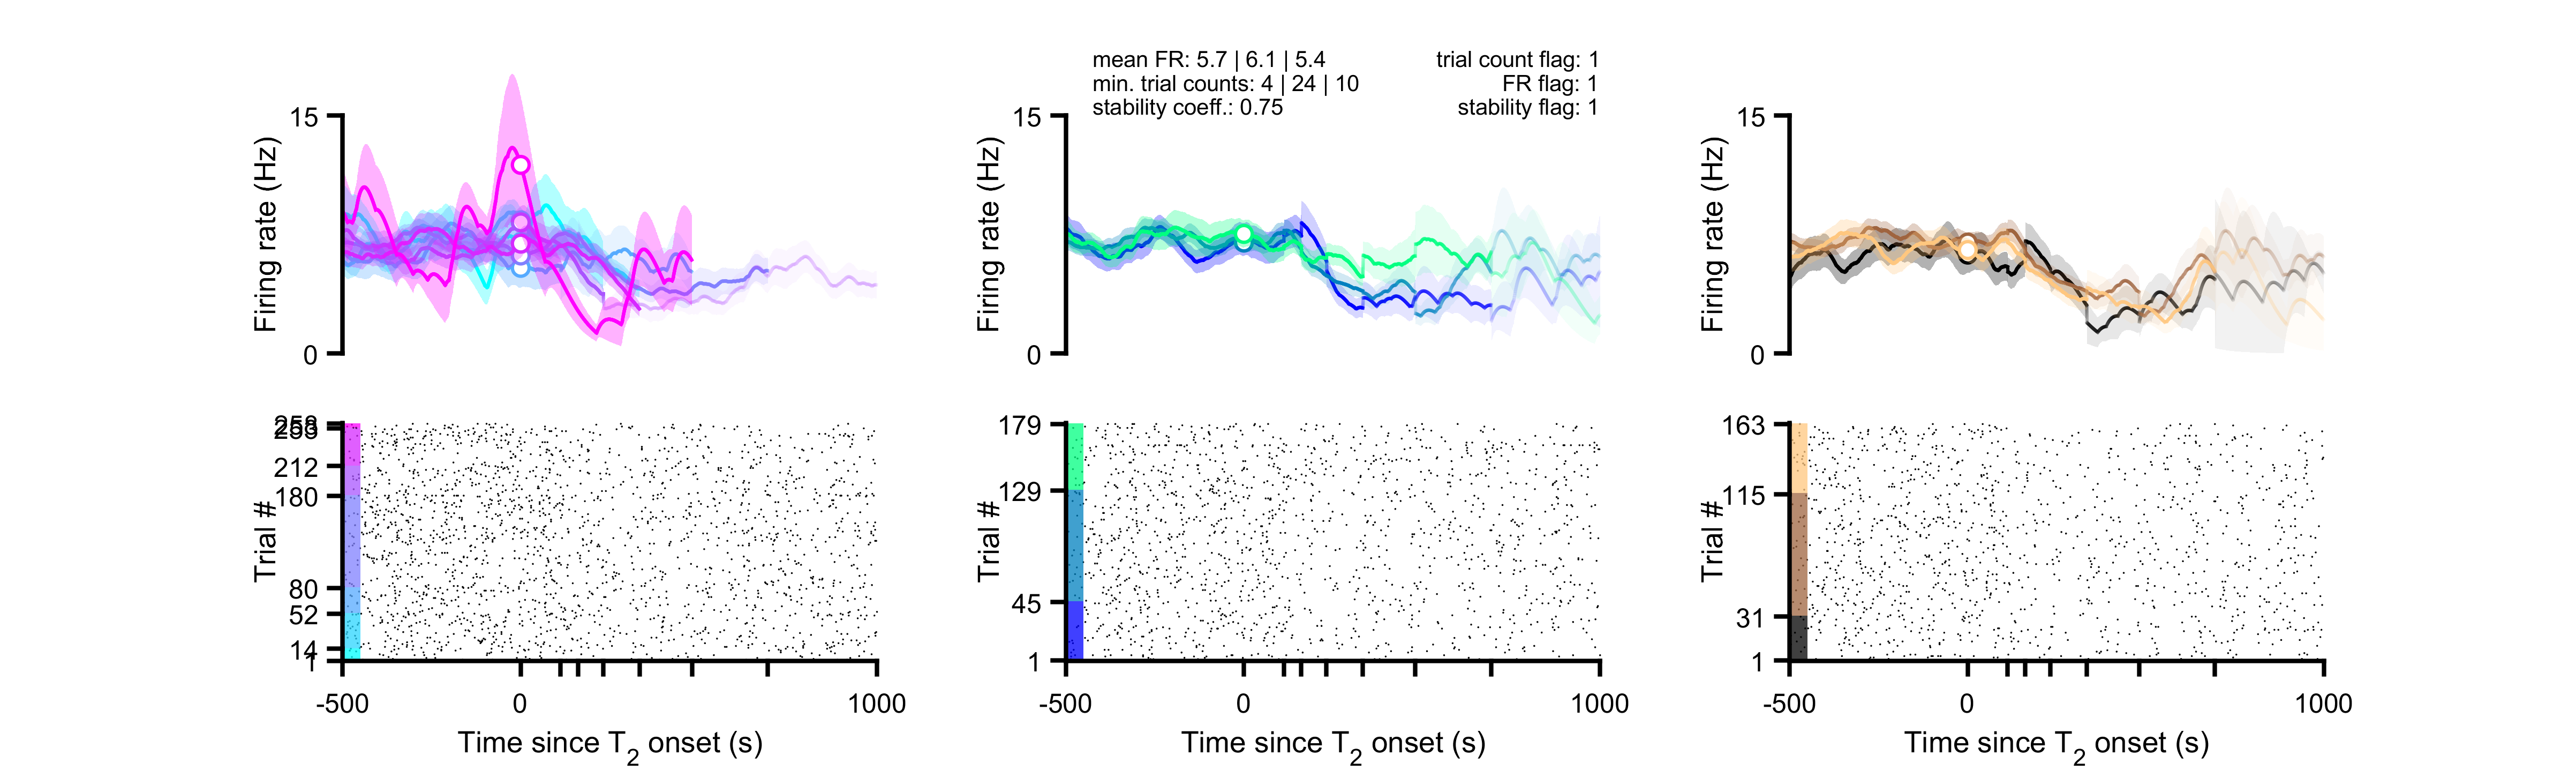 mean FR: 5.7 | 6.1 | 5.4
min. trial counts: 4 | 24 | 10
stability coeff.: 0.75
trial count flag: 1
FR flag: 1
stability flag: 1
15
Firing rate (Hz)
0
15
Firing rate (Hz)
0
15
Firing rate (Hz)
0
253
212
180
80
52
14
1
Trial #
-500
0
1000
Time since T2 onset (s)
179
129
45
1
Trial #
-500
0
1000
Time since T2 onset (s)
163
115
31
1
Trial #
-500
0
1000
Time since T2 onset (s)